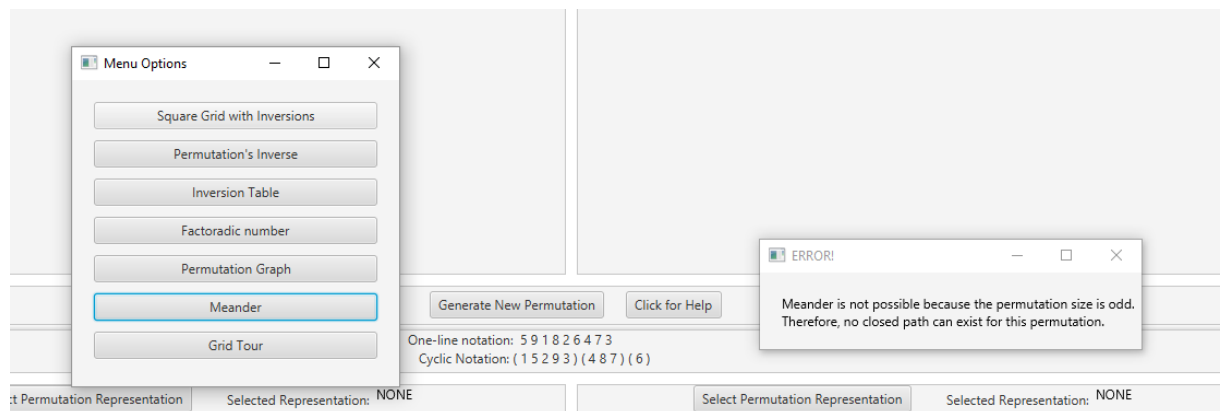 Menu Options
Square Grid with Inversions
Permutation's Inverse
Inversion Table
Factoradic number
Permutation Graph
Meander
Grid Tour
ERROR!
Meander is not possible because the permutation size is odd.
Therefore, no closed path can exist for this permutation.
Generate New Permutation Click for Help
One-line notation: 5 9 1 8 2 6 4 7 3
Cyclic Notation: ( 1 5 2 9 3 ) ( 4 8 7 ) ( 6 )
ct Permutation Representation Selected Representation: NONE
Select Permutation Representation Selected Representation: NONE